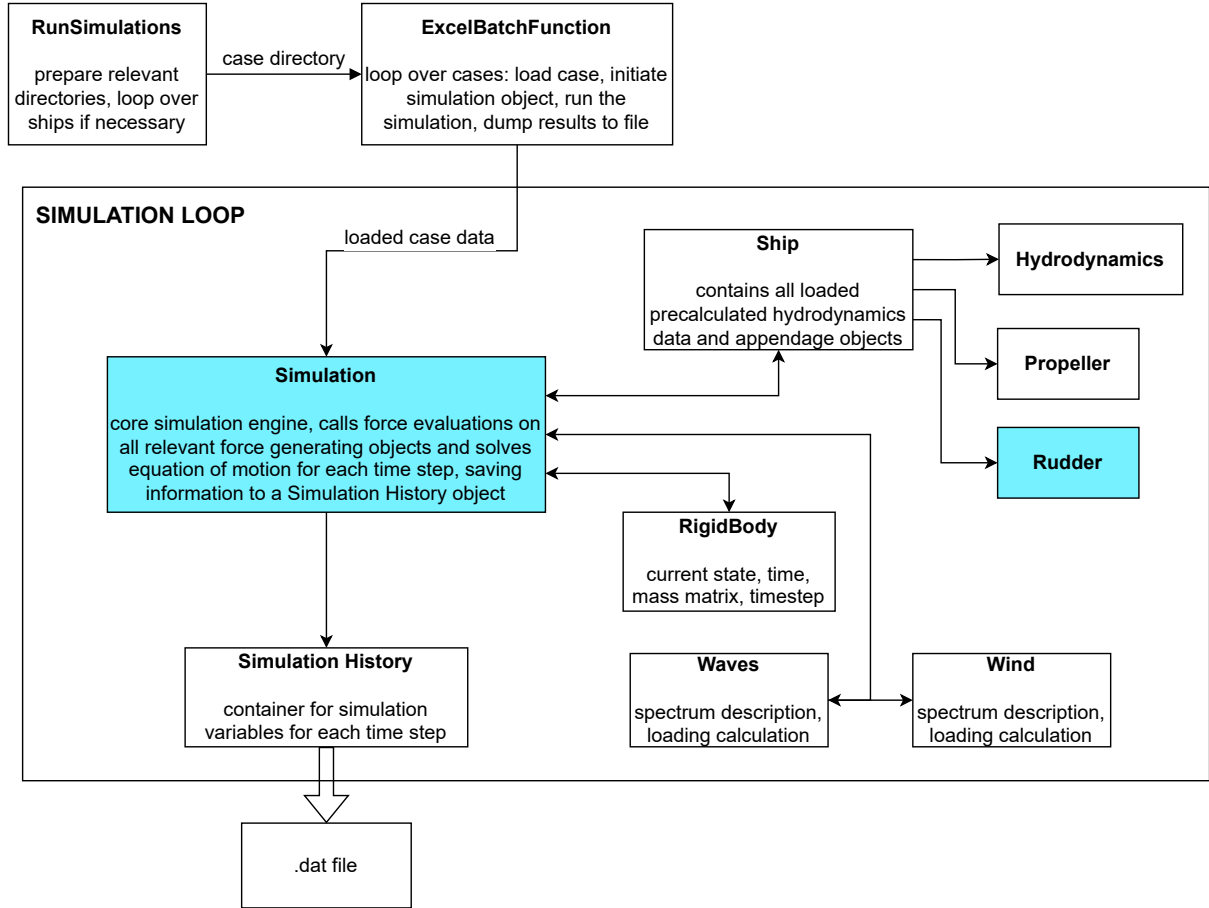 RunSimulations
prepare relevant
directories, loop over
ships if necessary
case directory
ExcelBatchFunction
loop over cases: load case, initiate
simulation object, run the
simulation, dump results to file
SIMULATION LOOP
loaded case data
Ship
contains all loaded
precalculated hydrodynamics
data and appendage objects
Hydrodynamics
Propeller
Rudder
Simulation
core simulation engine, calls force evaluations on
all relevant force generating objects and solves
equation of motion for each time step, saving
information to a Simulation History object
RigidBody
current state, time,
mass matrix, timestep
Simulation History
container for simulation
variables for each time step
Waves
spectrum description,
loading calculation
Wind
spectrum description,
loading calculation
.dat file